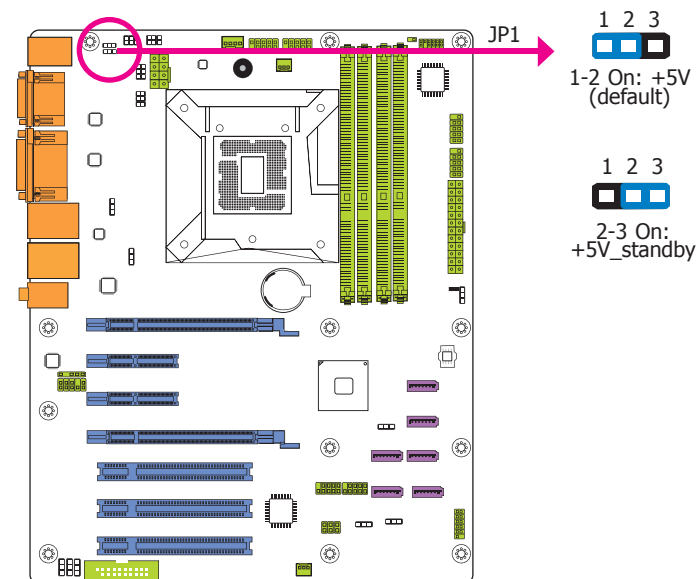 JP1
1 2 3
1-2 On: +5V
(default)
1 2 3
2-3 On:
+5V_standby